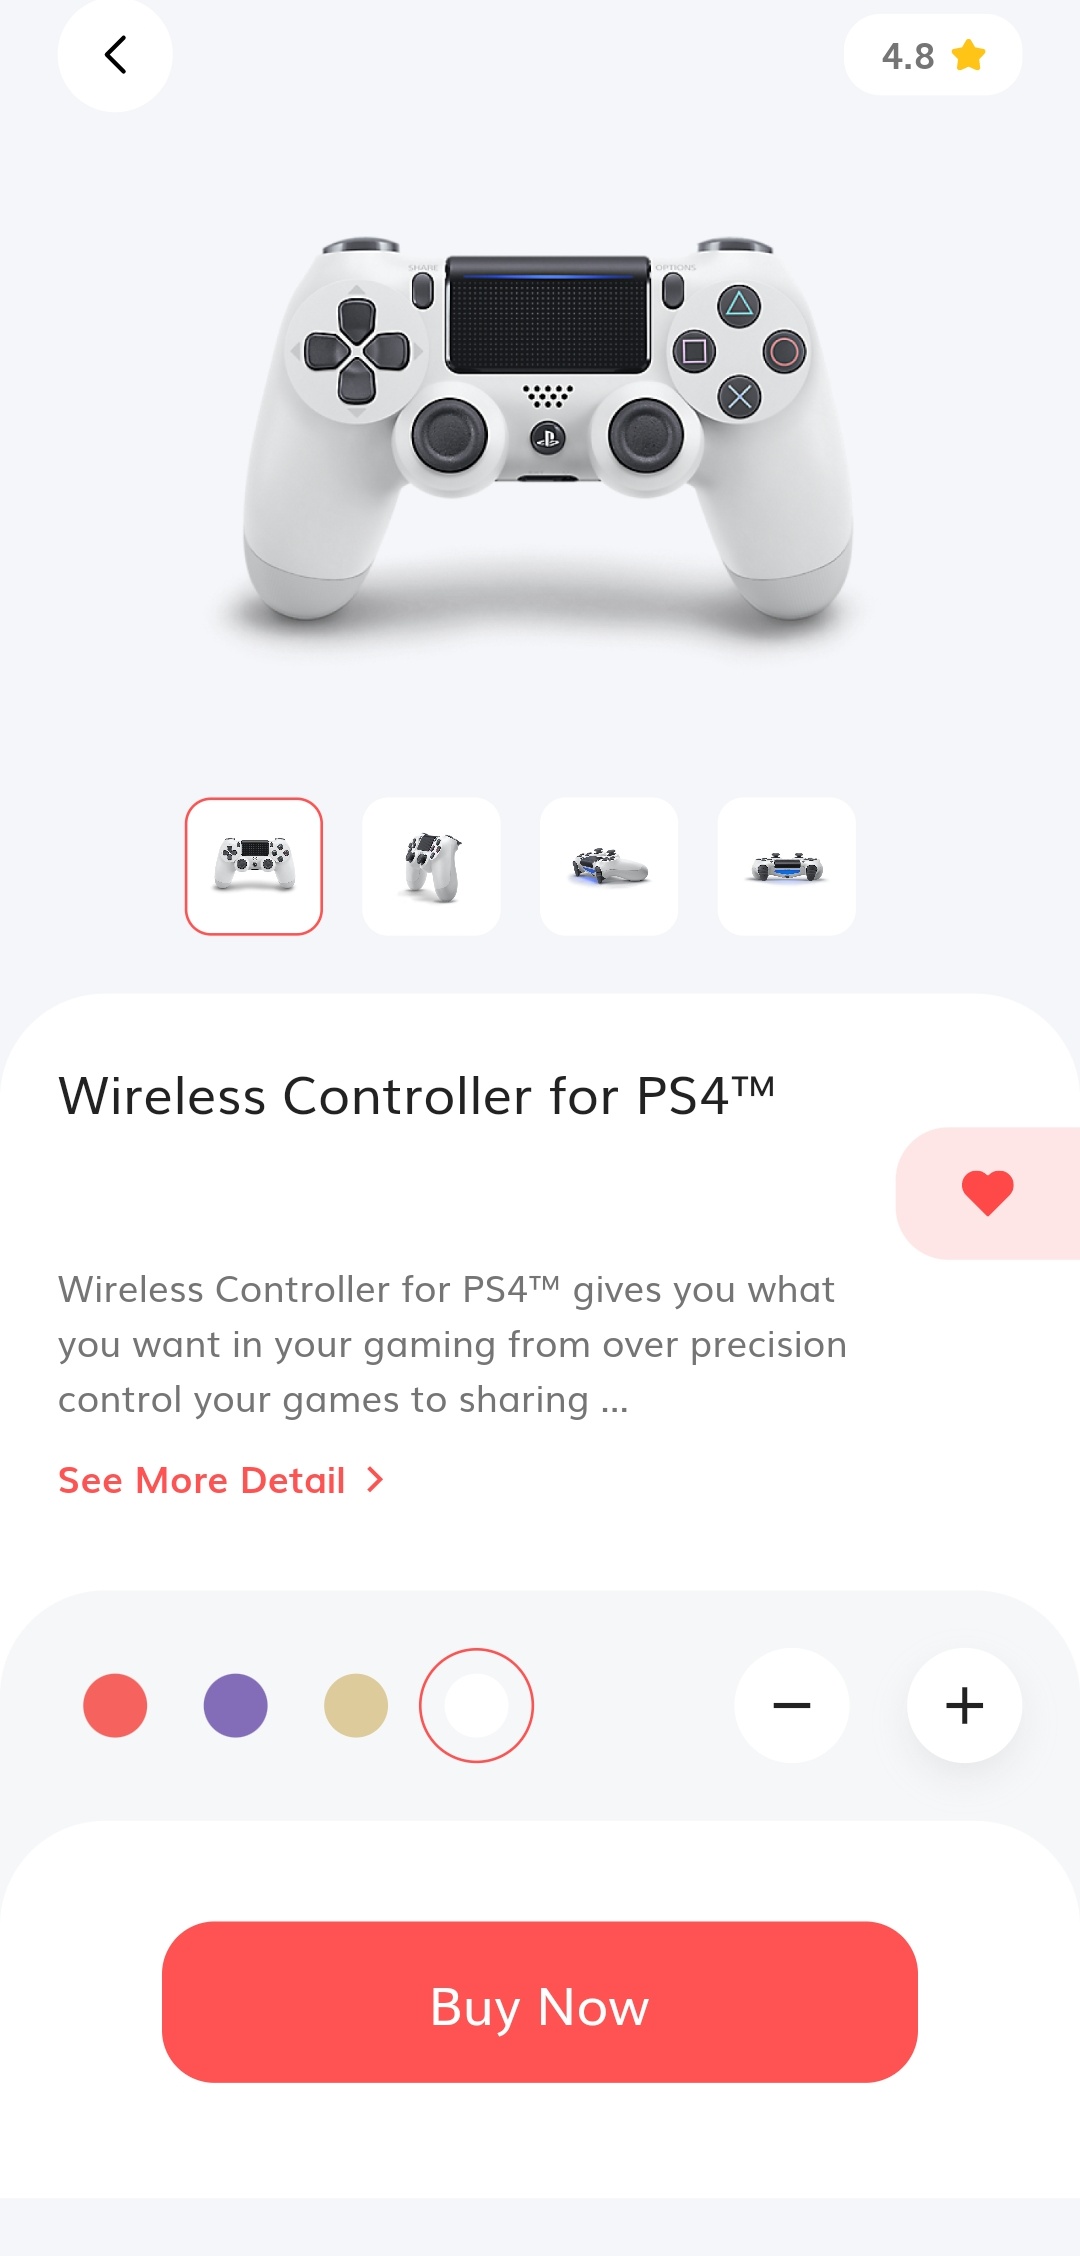 4.8
SHARE
OPTIONS
Wireless Controller for PS4™
Wireless Controller for PS4™ gives you what
you want in your gaming from over precision
control your games to sharing ...
See More Detail
Buy Now